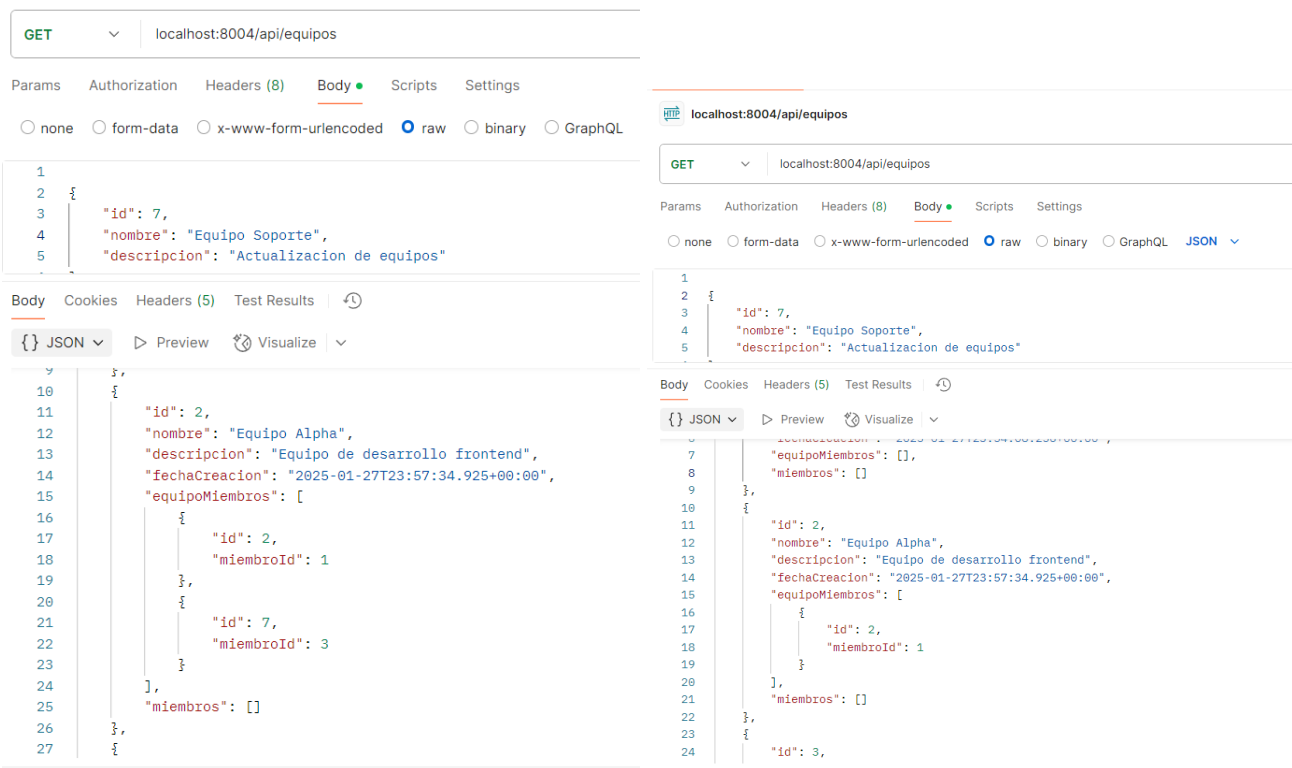 GET localhost:8004/api/equipos
Params Authorization Headers (8) Body Scripts Settings
none form-data x-www-form-urlencoded raw binary GraphQL
1
2 {
3 "id": 7,
4 "nombre": "Equipo Soporte",
5 "descripcion": "Actualizacion de equipos"
Body Cookies Headers (5) Test Results
{} JSON Preview Visualize
9 },
10 {
11 "id": 2,
12 "nombre": "Equipo Alpha",
13 "descripcion": "Equipo de desarrollo frontend",
14 "fechaCreacion": "2025-01-27T23:57:34.925+00:00",
15 "equipoMiembros": [
16 {
17 "id": 2,
18 "miembroId": 1
19 },
20 {
21 "id": 7,
22 "miembroId": 3
23 }
24 ],
25 "miembros": []
26 },
27 {
HTTP localhost:8004/api/equipos
GET localhost:8004/api/equipos
Params Authorization Headers (8) Body Scripts Settings
none form-data x-www-form-urlencoded raw binary GraphQL JSON
1
2 {
3 "id": 7,
4 "nombre": "Equipo Soporte",
5 "descripcion": "Actualizacion de equipos"
Body Cookies Headers (5) Test Results
{} JSON Preview Visualize
7 "equipoMiembros": [],
8 "miembros": []
9 },
10 {
11 "id": 2,
12 "nombre": "Equipo Alpha",
13 "descripcion": "Equipo de desarrollo frontend",
14 "fechaCreacion": "2025-01-27T23:57:34.925+00:00",
15 "equipoMiembros": [
16 {
17 "id": 2,
18 "miembroId": 1
19 }
20 ],
21 "miembros": []
22 },
23 {
24 "id": 3,